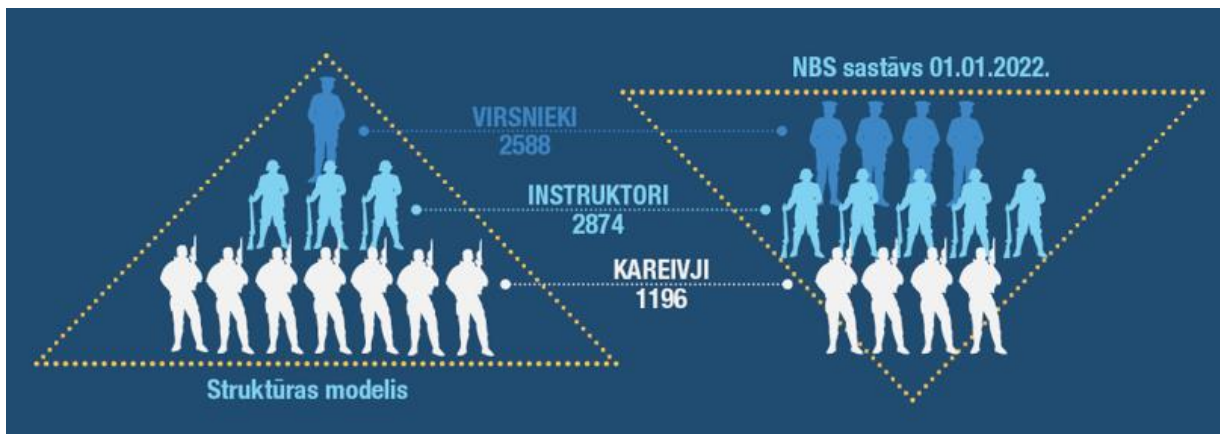 NBS sastāvs 01.01.2022.
VIRSNIEKI
2588
INSTRUKTORI
2874
KAREIVJI
1196
Struktūras modelis